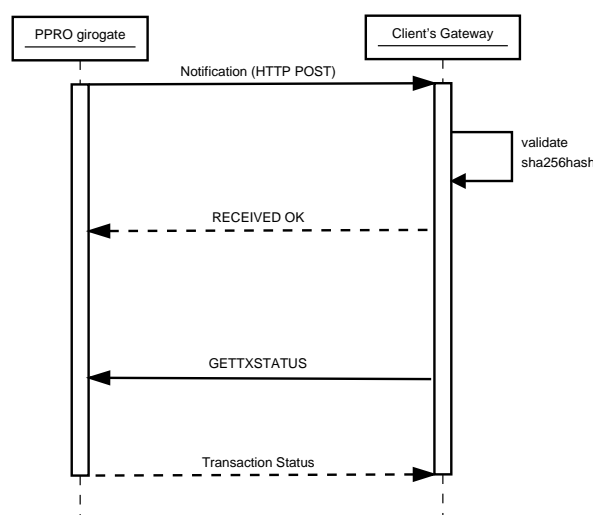 PPRO girogate
Client's Gateway
Notification (HTTP POST)
validate
sha256hash
RECEIVED OK
GETTXSTATUS
Transaction Status